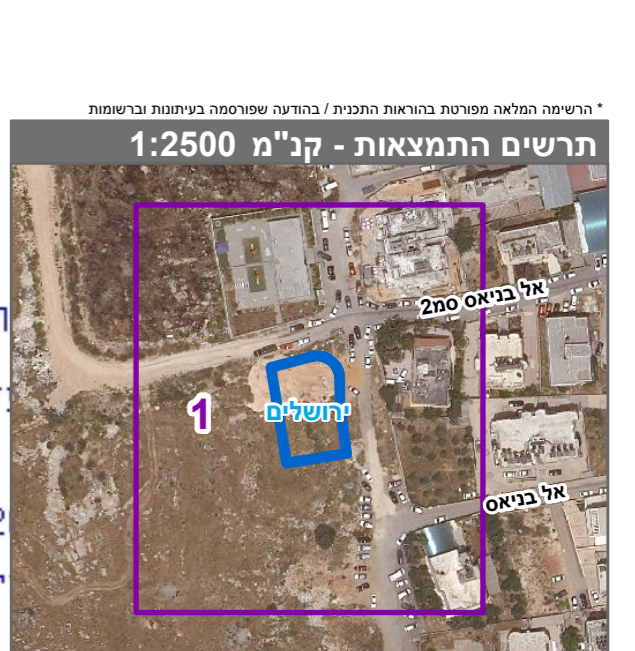 * הרשימה המלאה מפורטת בהוראות התכנית / בהודעה שפורסמה בעיתונות וברשומות
תרשים התמצאות - קנ"מ 1:2500
אל בניאס סמ2
1
ירושלים
אל בניאס